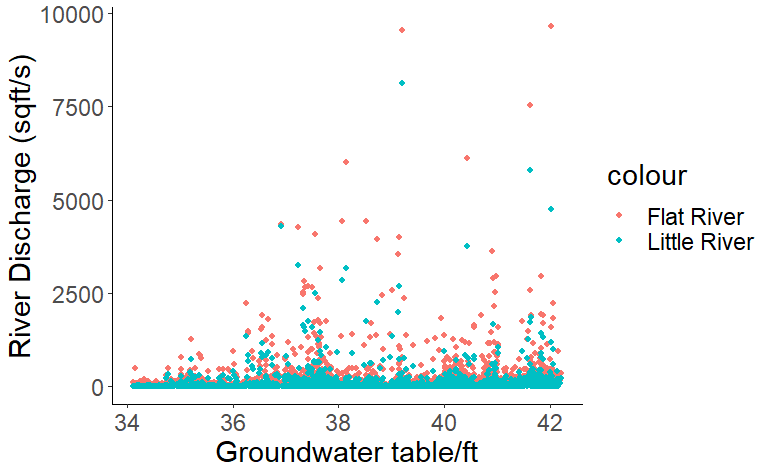 10000
7500
5000
2500
0
River Discharge (sqft/s)
34 36 38 40 42
Groundwater table/ft
colour
Flat River
Little River